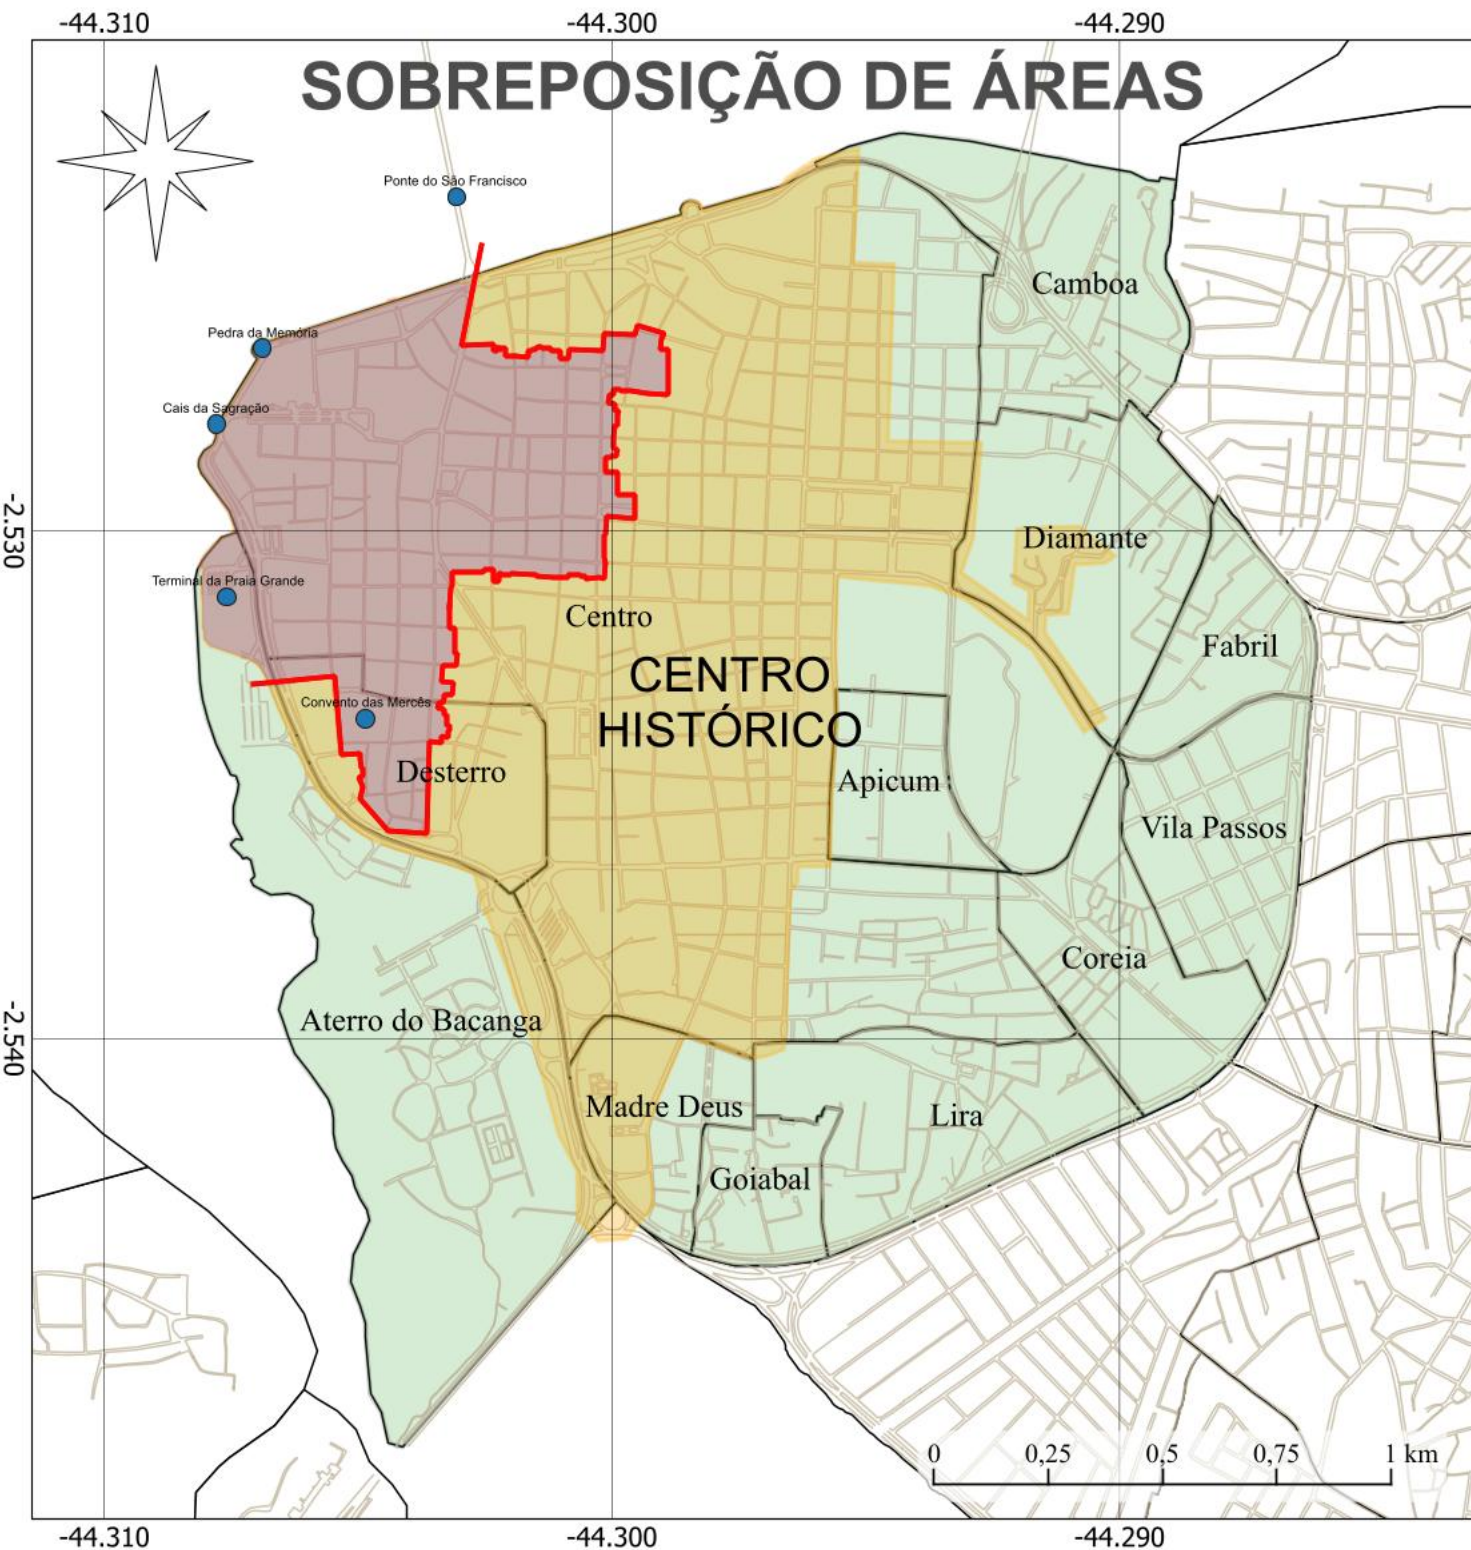 -44.310 -44.300 -44.290
SOBREPOSIÇÃO DE ÁREAS
Ponte do São Francisco
Camboa
Pedra da Memória
Cais da Sagração
-2.530
Diamante
Terminal da Praia Grande
Centro
Fabril
CENTRO
HISTÓRICO
Convento das Mercês
Desterro
Apicum
Vila Passos
Coreia
Aterro do Bacanga
-2.540
Madre Deus
Lira
Goiabal
0 0,25 0,5 0,75 1 km
-44.310 -44.300 -44.290